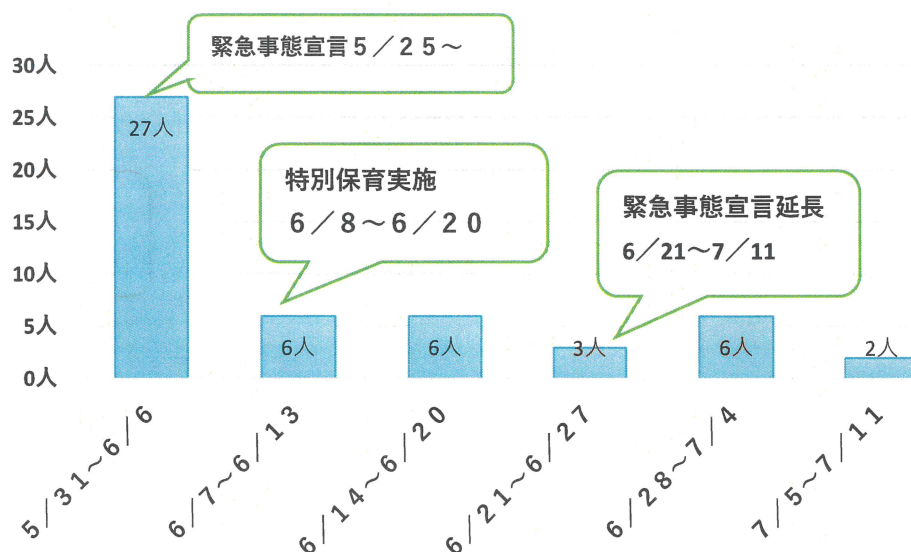 緊急事態宣言5/25~
30人
25人
20人
15人
10人
5人
0人
27人
特別保育実施
6/8~6/20
緊急事態宣言延長
6/21~7/11
6人
6人
3人
6人
2人
5/31~6/6
6/7~6/13
6/14~6/20
6/21~6/27
6/28~7/4
7/5~7/11